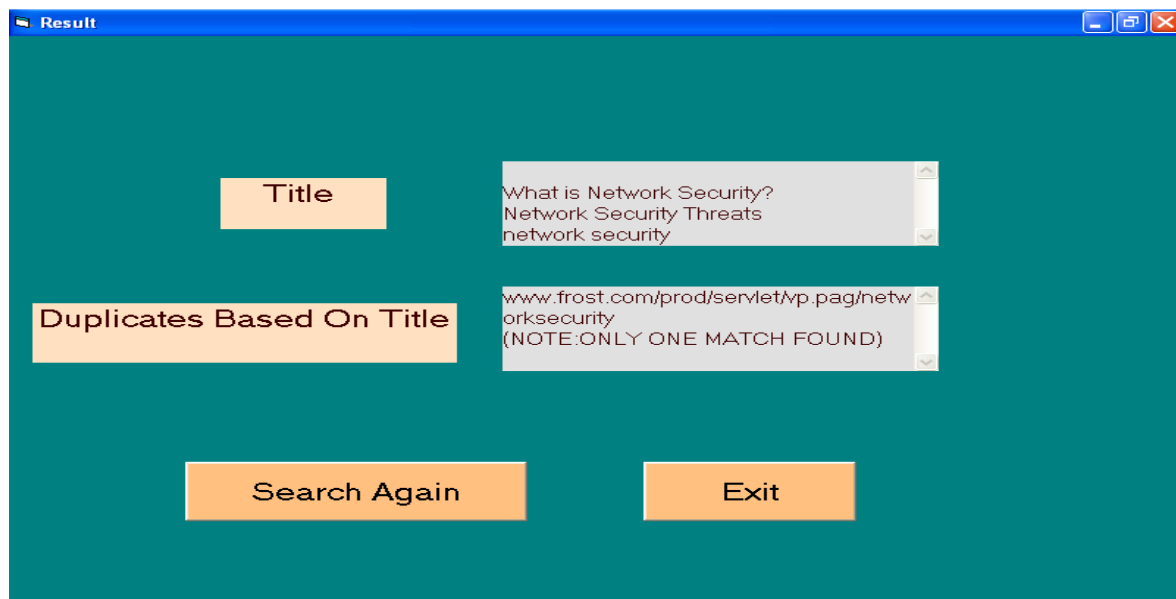 Result
Title
What is Network Security?
Network Security Threats
network security
Duplicates Based On Title
www.frost.com/prod/servlet/vp.pag/netw
orksecurity
(NOTE:ONLY ONE MATCH FOUND)
Search Again
Exit